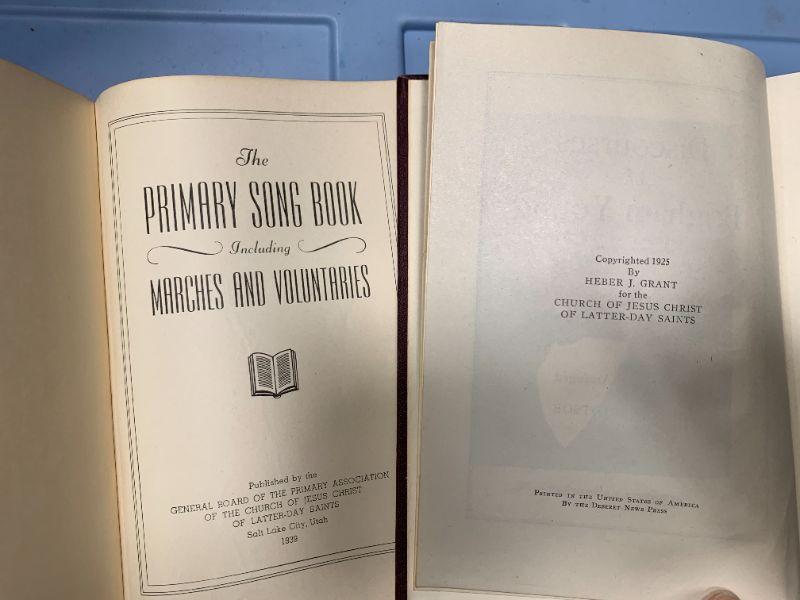 The
PRIMARY SONG BOOK
Including
MARCHES AND VOLUNTARIES
Published by the
GENERAL BOARD OF THE PRIMARY ASSOCIATION
OF THE CHURCH OF JESUS CHRIST
OF LATTER-DAY SAINTS
Salt Lake City, Utah
1939
Copyrighted 1925
By
HEBER J. GRANT
for the
CHURCH OF JESUS CHRIST
OF LATTER-DAY SAINTS
PRINTED IN THE UNITED STATES OF AMERICA
BY THE DESERET NEWS PRESS